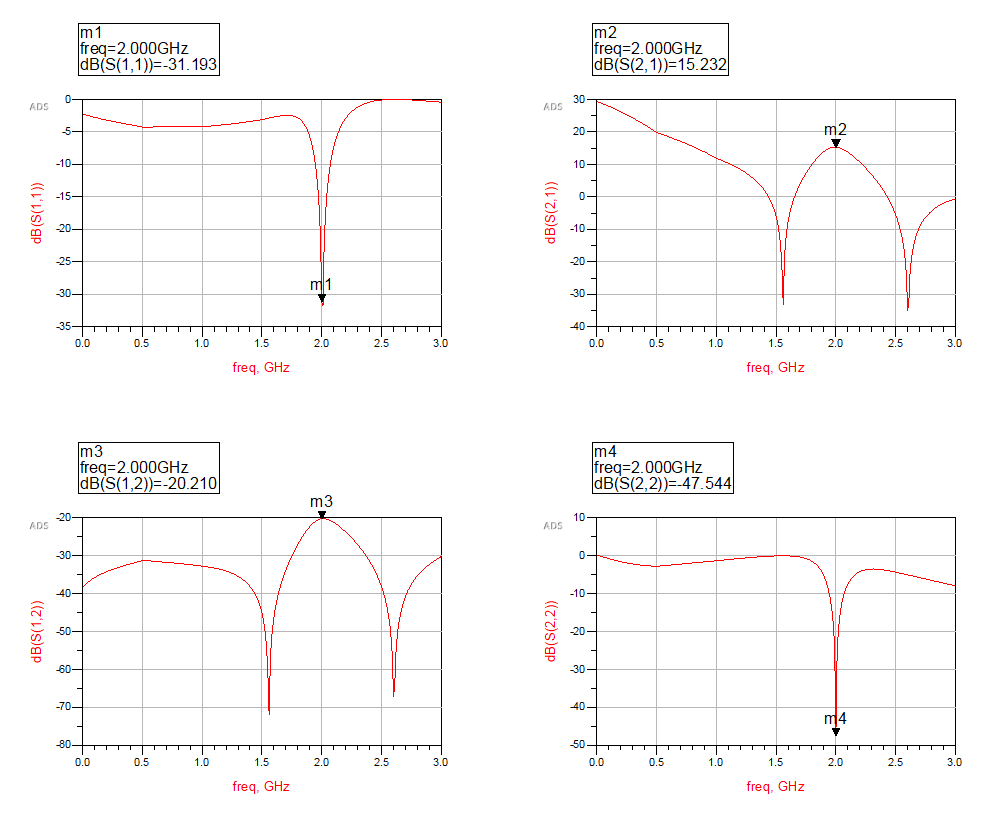 m1
freq=2.000GHz
dB(S(1,1))=-31.193
m2
freq=2.000GHz
dB(S(2,1))=15.232
ADS
0
-5
-10
-15
-20
-25
-30
-35
dB(S(1,1))
m1
0.0 0.5 1.0 1.5 2.0 2.5 3.0
freq, GHz
ADS
30
20
10
0
-10
-20
-30
-40
dB(S(2,1))
m2
0.0 0.5 1.0 1.5 2.0 2.5 3.0
freq, GHz
m3
freq=2.000GHz
dB(S(1,2))=-20.210
m4
freq=2.000GHz
dB(S(2,2))=-47.544
m3
ADS
-20
-30
-40
-50
-60
-70
-80
dB(S(1,2))
0.0 0.5 1.0 1.5 2.0 2.5 3.0
freq, GHz
ADS
10
0
-10
-20
-30
-40
-50
dB(S(2,2))
m4
0.0 0.5 1.0 1.5 2.0 2.5 3.0
freq, GHz